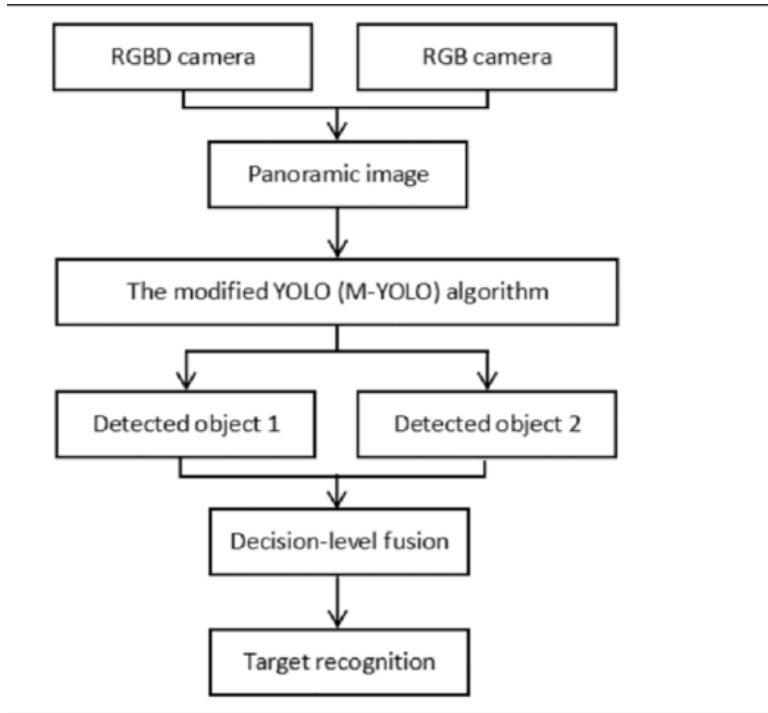 RGBD camera
RGB camera
Panoramic image
The modified YOLO (M-YOLO) algorithm
Detected object 1
Detected object 2
Decision-level fusion
Target recognition